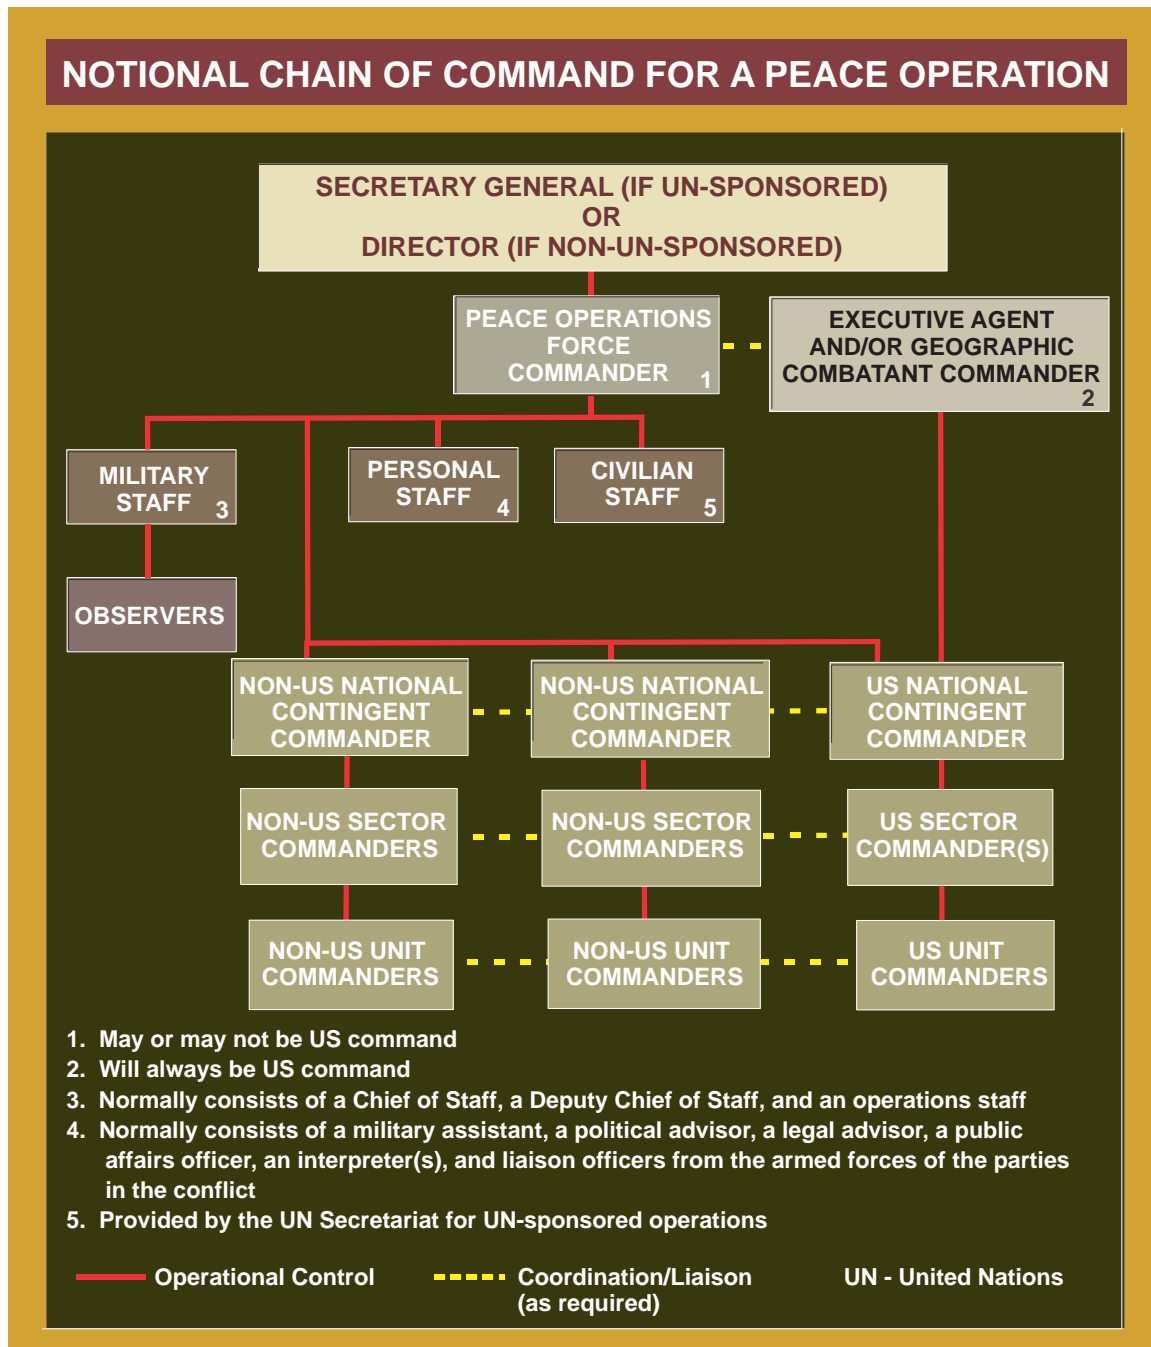 NOTIONAL CHAIN OF COMMAND FOR A PEACE OPERATION
SECRETARY GENERAL (IF UN-SPONSORED)
OR
DIRECTOR (IF NON-UN-SPONSORED)
PEACE OPERATIONS
FORCE
COMMANDER
1
EXECUTIVE AGENT
AND/OR GEOGRAPHIC
COMBATANT COMMANDER
2
MILITARY
STAFF
3
PERSONAL
STAFF
4
CIVILIAN
STAFF
5
OBSERVERS
NON-US NATIONAL
CONTINGENT
COMMANDER
NON-US NATIONAL
CONTINGENT
COMMANDER
US NATIONAL
CONTINGENT
COMMANDER
NON-US SECTOR
COMMANDERS
NON-US SECTOR
COMMANDERS
US SECTOR
COMMANDER(S)
NON-US UNIT
COMMANDERS
NON-US UNIT
COMMANDERS
US UNIT
COMMANDERS
1. May or may not be US command
2. Will always be US command
3. Normally consists of a Chief of Staff, a Deputy Chief of Staff, and an operations staff
4. Normally consists of a military assistant, a political advisor, a legal advisor, a public
affairs officer, an interpreter(s), and liaison officers from the armed forces of the parties
in the conflict
5. Provided by the UN Secretariat for UN-sponsored operations
Operational Control
Coordination/Liaison
(as required)
UN - United Nations